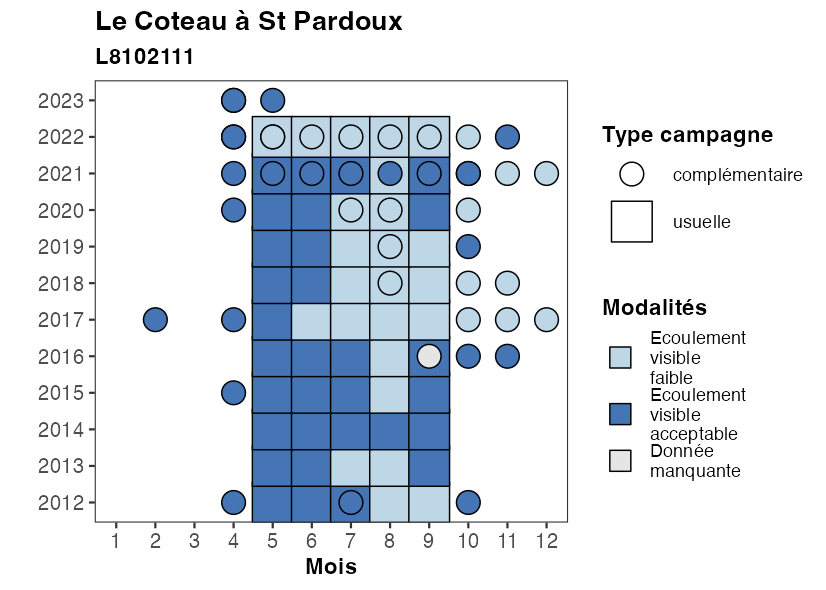 Le Coteau à St Pardoux
L8102111
2023
2022
2021
2020
2019
2018
2017
2016
2015
2014
2013
2012
1 2 3 4 5 6 7 8 9 10 11 12
Mois
Type campagne
complémentaire
usuelle
Modalités
Ecoulement
visible
faible
Ecoulement
visible
acceptable
Donnée
manquante